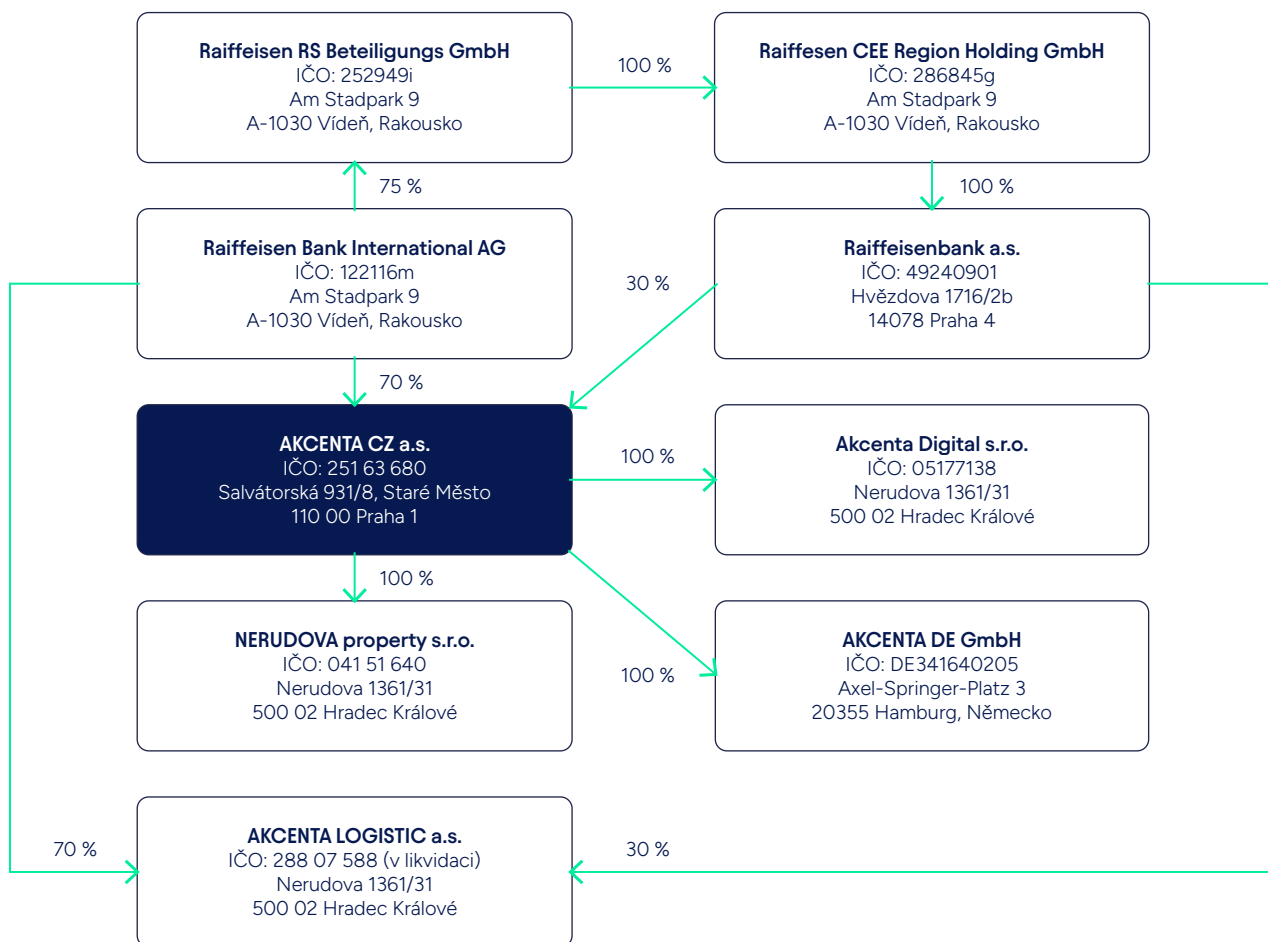 Raiffeisen RS Beteiligungs GmbH
IČO: 252949i
Am Stadpark 9
A-1030 Vídeň, Rakousko
100 %
Raiffesen CEE Region Holding GmbH
IČO: 286845g
Am Stadpark 9
A-1030 Vídeň, Rakousko
75 %
100 %
Raiffeisen Bank International AG
IČO: 122116m
Am Stadpark 9
A-1030 Vídeň, Rakousko
30 %
Raiffeisenbank a.s.
IČO: 49240901
Hvězdova 1716/2b
14078 Praha 4
70 %
AKCENTA CZ a.s.
IČO: 251 63 680
Salvátorská 931/8, Staré Město
110 00 Praha 1
100 %
Akcenta Digital s.r.o.
IČO: 05177138
Nerudova 1361/31
500 02 Hradec Králové
100 %
NERUDOVA property s.r.o.
IČO: 041 51 640
Nerudova 1361/31
500 02 Hradec Králové
100 %
AKCENTA DE GmbH
IČO: DE341640205
Axel-Springer-Platz 3
20355 Hamburg, Německo
70 %
AKCENTA LOGISTIC a.s.
IČO: 288 07 588 (v likvidaci)
Nerudova 1361/31
500 02 Hradec Králové
30 %